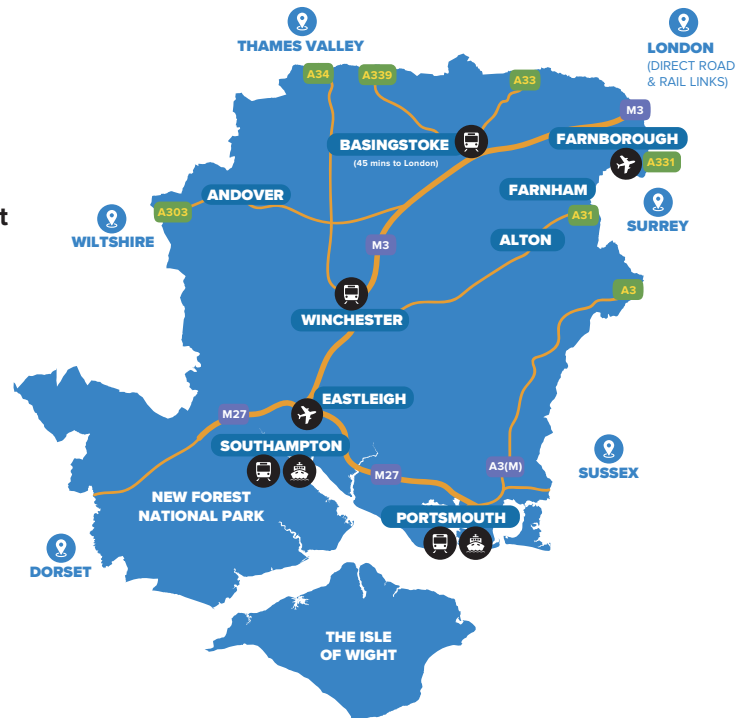 THAMES VALLEY
LONDON
(DIRECT ROAD
& RAIL LINKS)
A34
A339
A33
M3
BASINGSTOKE
(45 mins to London)
FARNBOROUGH
A331
ANDOVER
FARNHAM
A303
t
WILTSHIRE
A31
SURREY
M3
ALTON
A3
WINCHESTER
EASTLEIGH
M27
SOUTHAMPTON
M27
A3(M)
SUSSEX
NEW FOREST
NATIONAL PARK
PORTSMOUTH
DORSET
THE ISLE
OF WIGHT